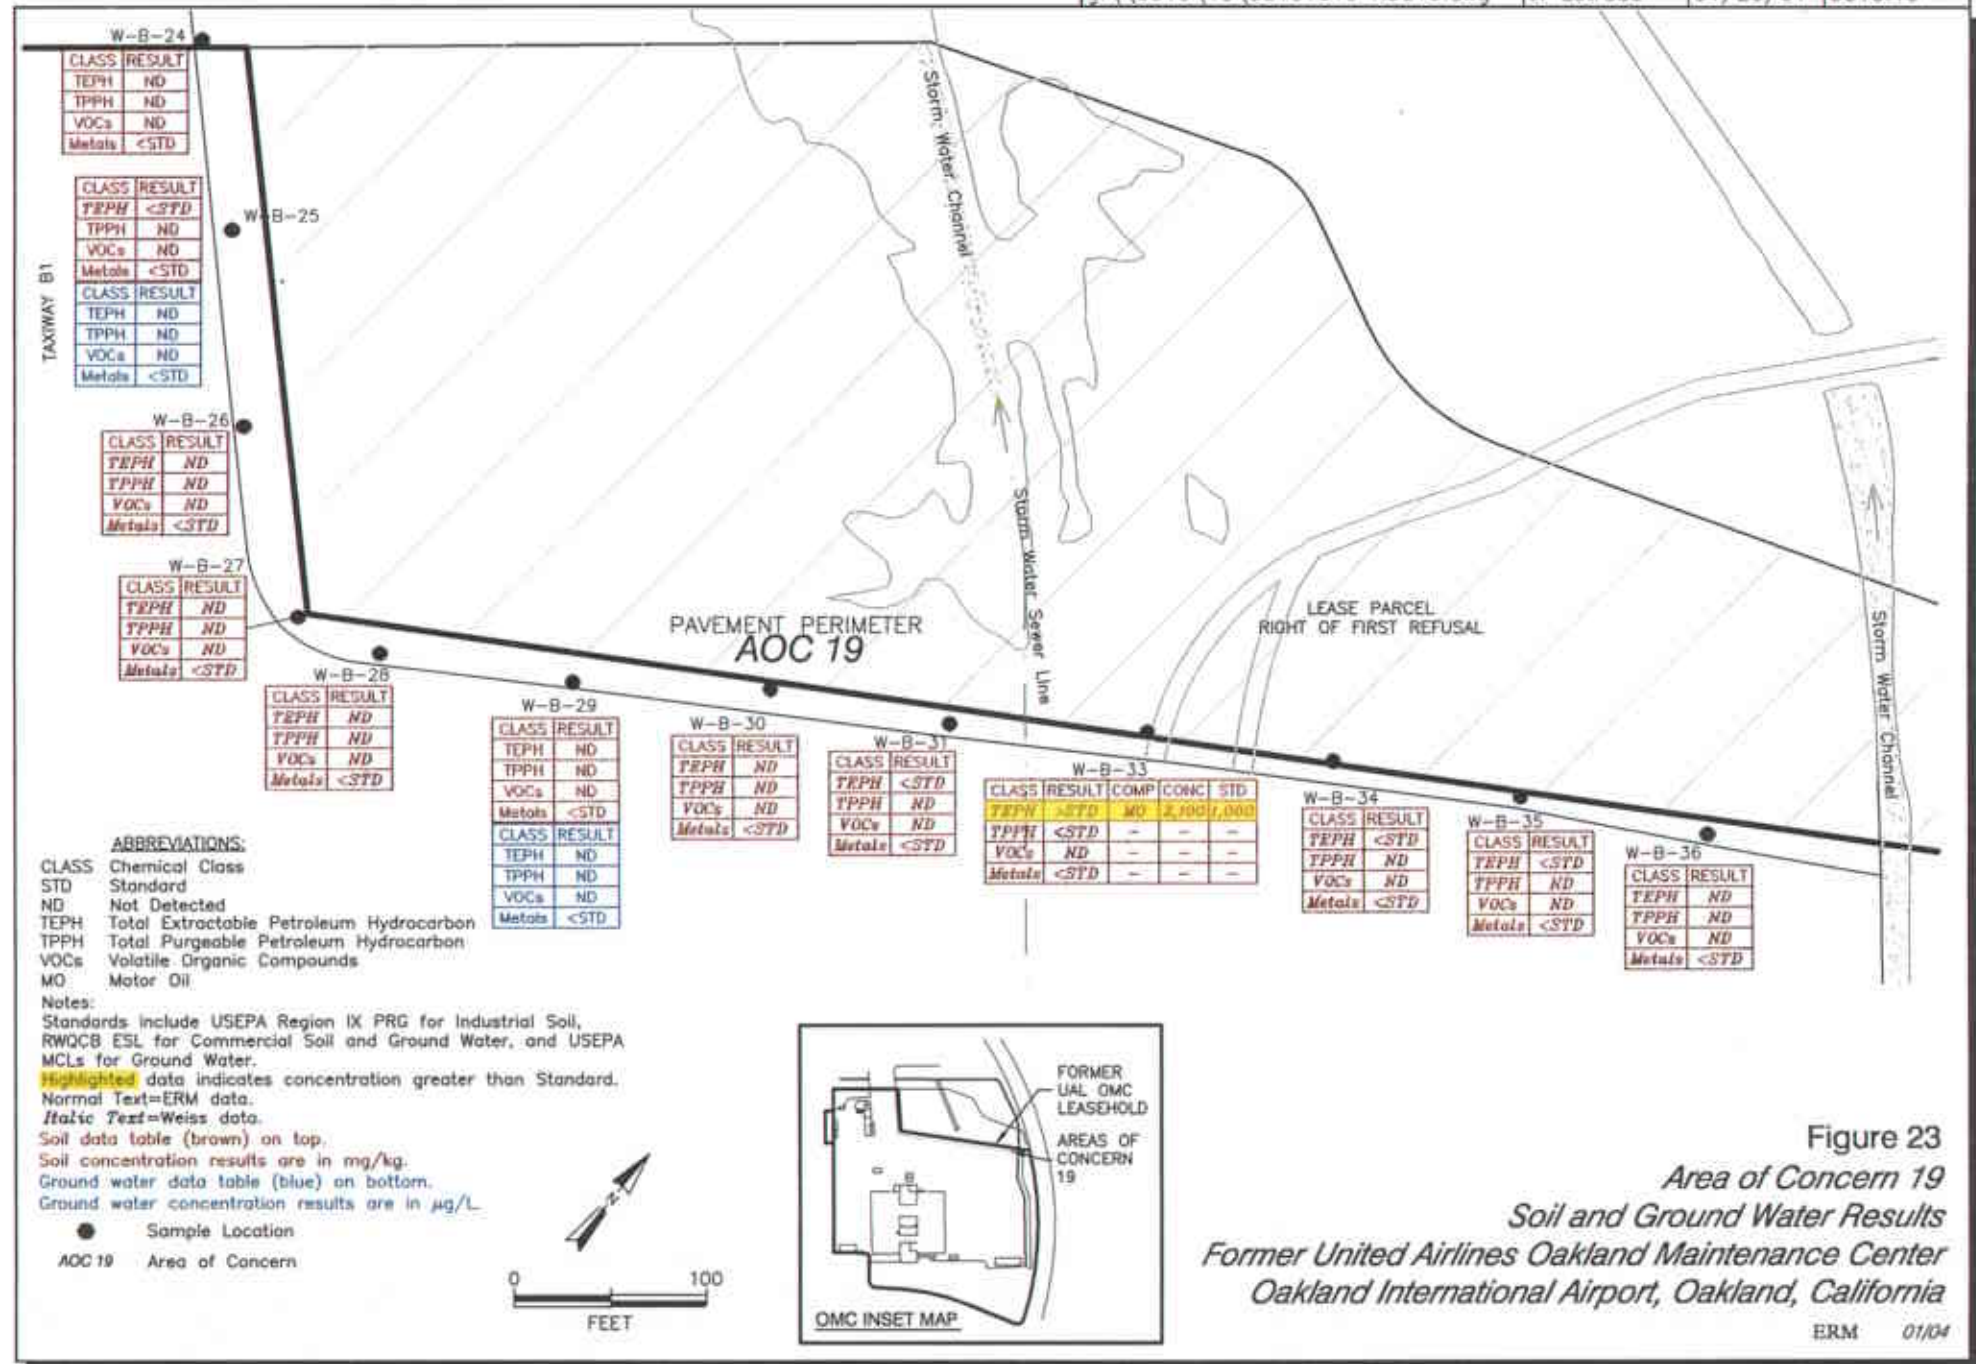 W-B-24
CLASS RESULT
TEPH ND
TPPH ND
VOCs ND
Metals <STD
W-B-25
CLASS RESULT
TEPH <STD
TPPH ND
VOCs ND
Metals <STD
CLASS RESULT
TEPH ND
TPPH ND
VOCs ND
Metals <STD
TAXIWAY B1
W-B-26
CLASS RESULT
TEPH ND
TPPH ND
VOCs ND
Metals <STD
W-B-27
CLASS RESULT
TEPH ND
TPPH ND
VOCs ND
Metals <STD
W-B-28
CLASS RESULT
TEPH ND
TPPH ND
VOCs ND
Metals <STD
W-B-29
CLASS RESULT
TEPH ND
TPPH ND
VOCs ND
Metals <STD
CLASS RESULT
TEPH ND
TPPH ND
VOCs ND
Metals <STD
W-B-30
CLASS RESULT
TEPH ND
TPPH ND
VOCs ND
Metals <STD
W-B-31
CLASS RESULT
TEPH <STD
TPPH ND
VOCs ND
Metals <STD
W-B-33
CLASS RESULT COMP CONC STD
TEPH >STD MO 2,100 1,000
TPPH <STD – – –
VOCs ND – – –
Metals <STD – – –
W-B-34
CLASS RESULT
TEPH <STD
TPPH ND
VOCs ND
Metals <STD
W-B-35
CLASS RESULT
TEPH <STD
TPPH ND
VOCs ND
Metals <STD
W-B-36
CLASS RESULT
TEPH ND
TPPH ND
VOCs ND
Metals <STD
Storm Water Channel
Storm Water Sewer Line
Storm Water Channel
PAVEMENT PERIMETER
AOC 19
LEASE PARCEL
RIGHT OF FIRST REFUSAL
ABBREVIATIONS:
CLASS Chemical Class
STD Standard
ND Not Detected
TEPH Total Extractable Petroleum Hydrocarbon
TPPH Total Purgeable Petroleum Hydrocarbon
VOCs Volatile Organic Compounds
MO Motor Oil
Notes:
Standards include USEPA Region IX PRG for Industrial Soil,
RWQCB ESL for Commercial Soil and Ground Water, and USEPA
MCLs for Ground Water.
Highlighted data indicates concentration greater than Standard.
Normal Text=ERM data.
Italic Text=Weiss data.
Soil data table (brown) on top.
Soil concentration results are in mg/kg.
Ground water data table (blue) on bottom.
Ground water concentration results are in µg/L
Sample Location
AOC 19 Area of Concern
N
0 100
FEET
FORMER
UAL OMC
LEASEHOLD
AREAS OF
CONCERN
19
OMC INSET MAP
Figure 23
Area of Concern 19
Soil and Ground Water Results
Former United Airlines Oakland Maintenance Center
Oakland International Airport, Oakland, California
ERM 01/04